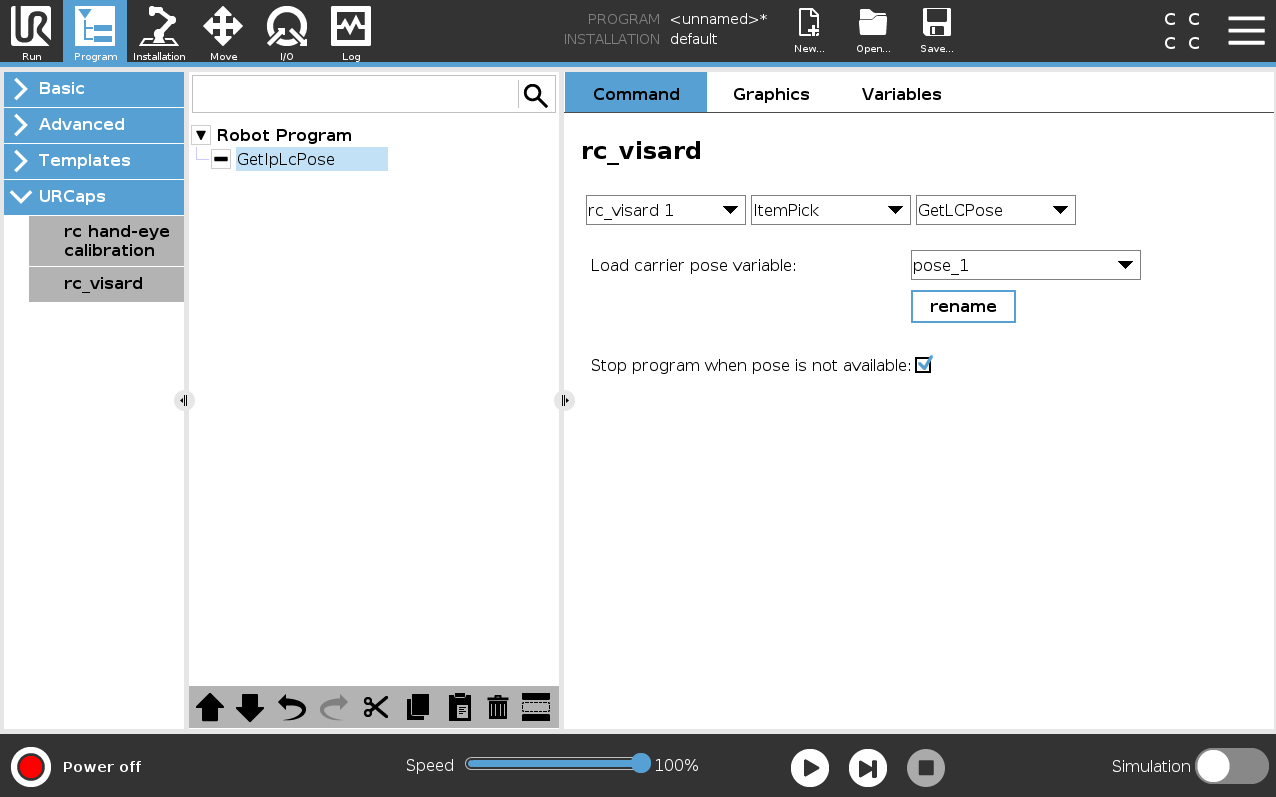 Run
Program
Installation
Move
I/O
Log
PROGRAM <unnamed>*
INSTALLATION default
New...
Open...
Save...
C C
C C
Basic
Advanced
Templates
URCaps
rc hand-eye
calibration
rc_visard
Robot Program
GetIpLcPose
Command
Graphics
Variables
rc_visard
rc_visard 1
ItemPick
GetLCPose
Load carrier pose variable:
pose_1
rename
Stop program when pose is not available:
Power off
Speed
100%
Simulation